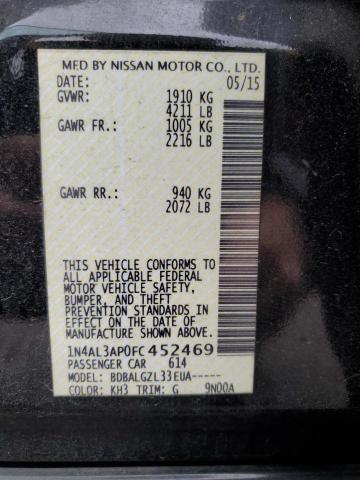 MFD BY NISSAN MOTOR CO., LTD.
DATE: 05/15
GVWR: 1910 KG
4211 LB
GAWR FR.: 1005 KG
2216 LB
GAWR RR.: 940 KG
2072 LB
THIS VEHICLE CONFORMS TO
ALL APPLICABLE FEDERAL
MOTOR VEHICLE SAFETY,
BUMPER, AND THEFT
PREVENTION STANDARDS IN
EFFECT ON THE DATE OF
MANUFACTURE SHOWN ABOVE.
1N4AL3AP0FC452469
PASSENGER CAR 614
MODEL: BDBALGZL33EUA-----
COLOR: KH3 TRIM: G 9N00A